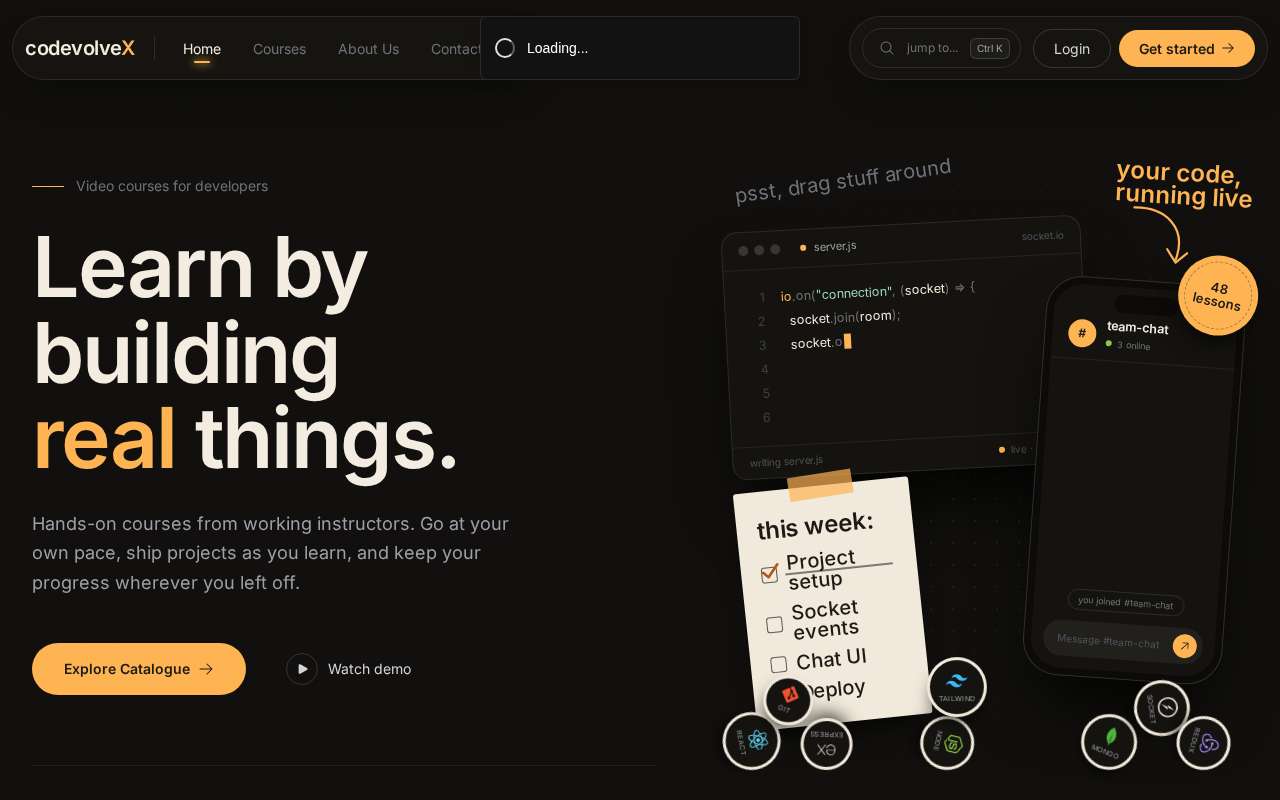 codevolveX
Home
Courses
About Us
Contact
Loading...
jump to...
Ctrl K
Login
Get started
Video courses for developers
Learn by
building
real things.
Hands-on courses from working instructors. Go at your
own pace, ship projects as you learn, and keep your
progress wherever you left off.
Explore Catalogue
Watch demo
psst, drag stuff around
your code,
running live
server.js
socket.io
1 io.on("connection", (socket) => {
2 socket.join(room);
3 socket.o
4
5
6
writing server.js
live
48
lessons
#
team-chat
3 online
you joined #team-chat
Message #team-chat
this week:
Project
setup
Socket
events
Chat UI
Deploy
GIT
REACT
EX
EXPRESS
TAILWIND
NODE
JS
MONGO
SOCKET
REDUX